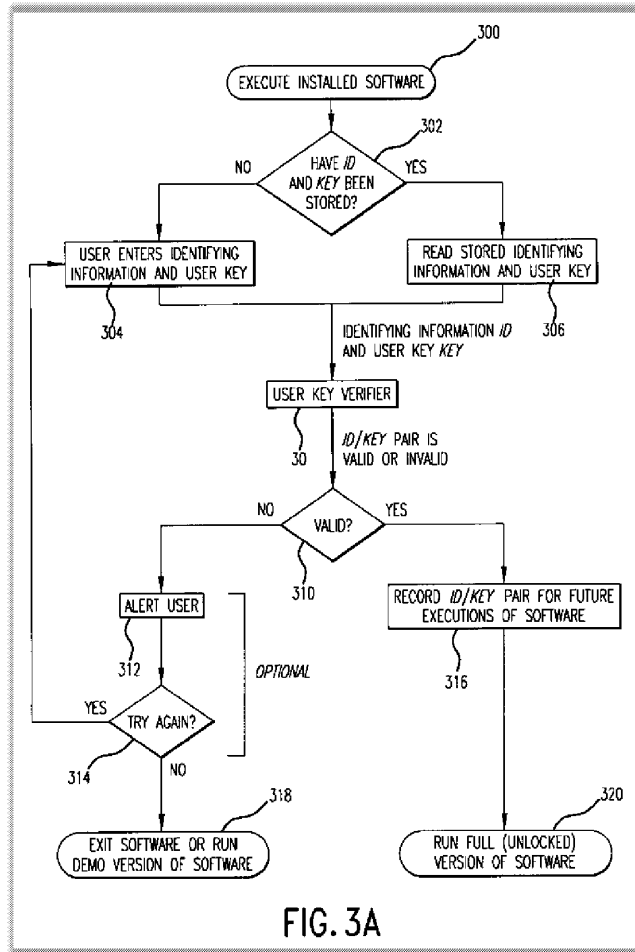 300
EXECUTE INSTALLED SOFTWARE
302
NO
HAVE ID
AND KEY BEEN
STORED?
YES
USER ENTERS IDENTIFYING
INFORMATION AND USER KEY
304
READ STORED IDENTIFYING
INFORMATION AND USER KEY
306
IDENTIFYING INFORMATION ID
AND USER KEY KEY
USER KEY VERIFIER
30
ID/KEY PAIR IS
VALID OR INVALID
NO
VALID?
YES
310
ALERT USER
312
RECORD ID/KEY PAIR FOR FUTURE
EXECUTIONS OF SOFTWARE
316
OPTIONAL
YES
TRY AGAIN?
314
NO
318
EXIT SOFTWARE OR RUN
DEMO VERSION OF SOFTWARE
320
RUN FULL (UNLOCKED)
VERSION OF SOFTWARE
FIG. 3A